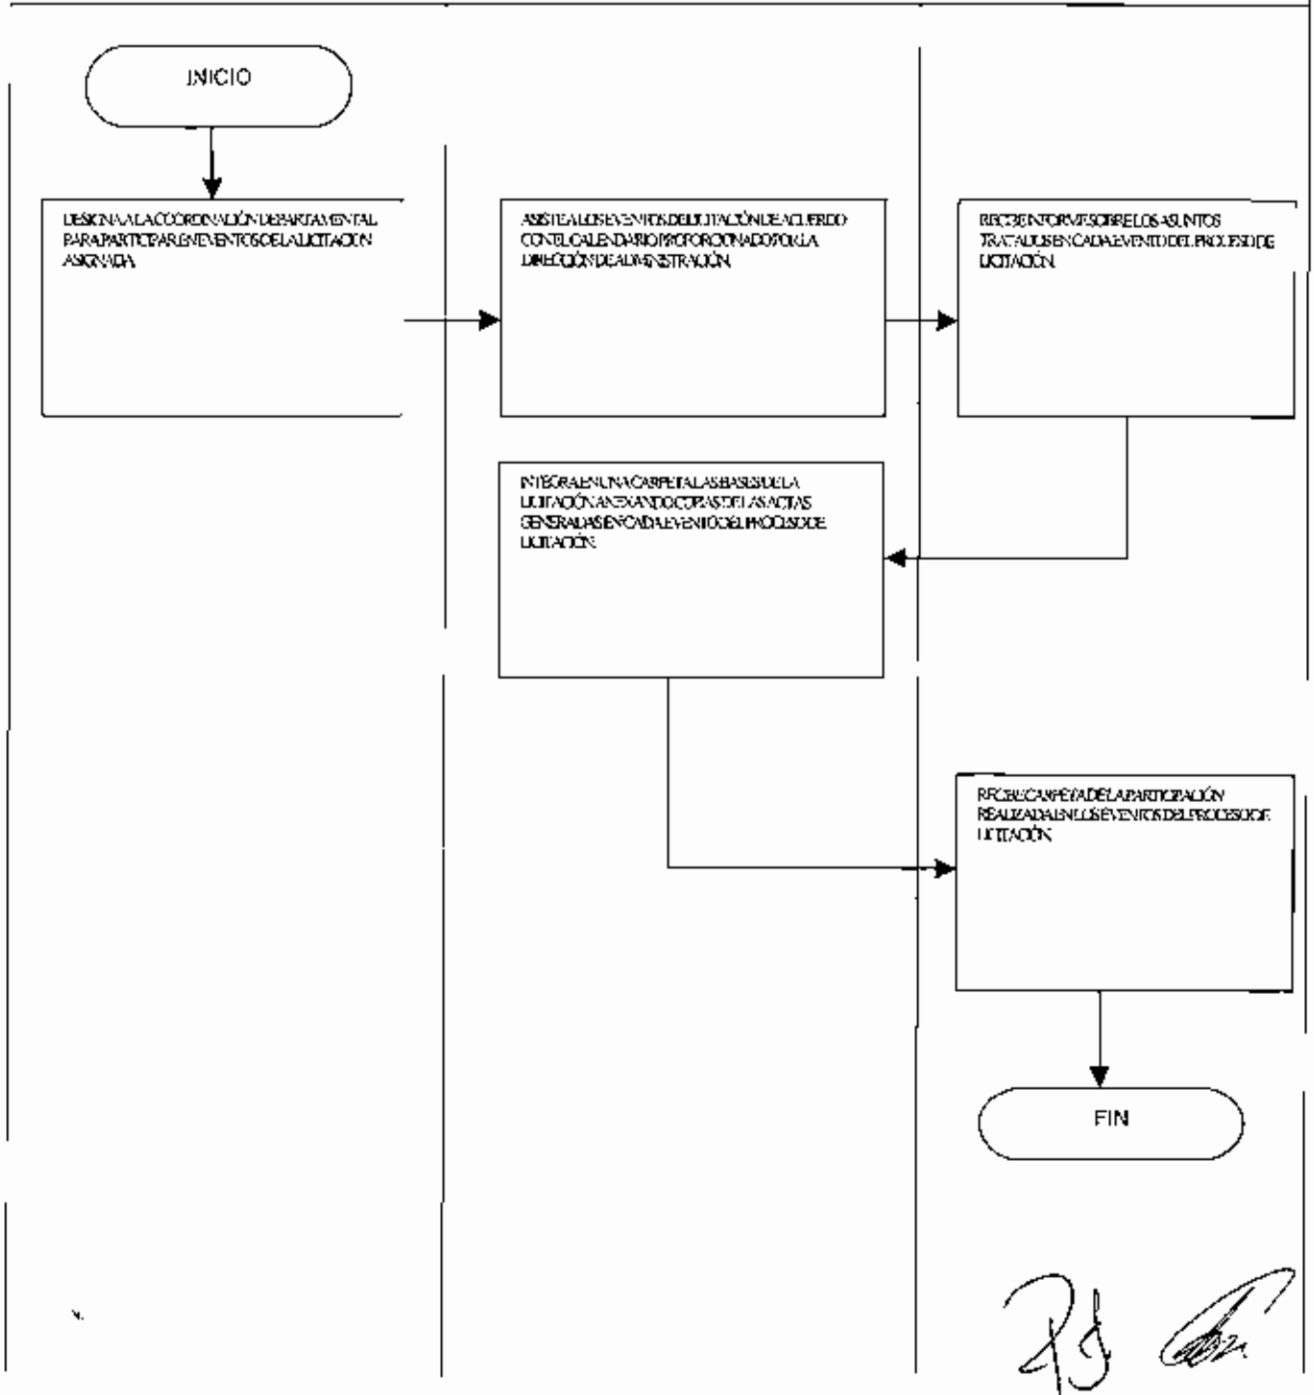 INICIO
DESIGNA A LA COORDINACIÓN DEPARTAMENTAL
PARA PARTICIPAR EN EVENTOS DE LA LICITACION
ASIGNADA.
ASISTE A LOS EVENTOS DE LICITACIÓN DE ACUERDO
CON EL CALENDARIO PROPORCIONADO POR LA
DIRECCIÓN DE ADMINISTRACIÓN.
RECIBE INFORME SOBRE LOS ASUNTOS
TRATADOS EN CADA EVENTO DEL PROCESO DE
LICITACIÓN.
INTEGRA EN UNA CARPETA LAS BASES DE LA
LICITACIÓN ANEXANDO COPIAS DE LAS ACTAS
GENERADAS EN CADA EVENTO DEL PROCESO DE
LICITACIÓN.
RECIBE CARPETA DE LA PARTICIPACIÓN
REALIZADA EN LOS EVENTOS DEL PROCESO DE
LICITACIÓN.
FIN